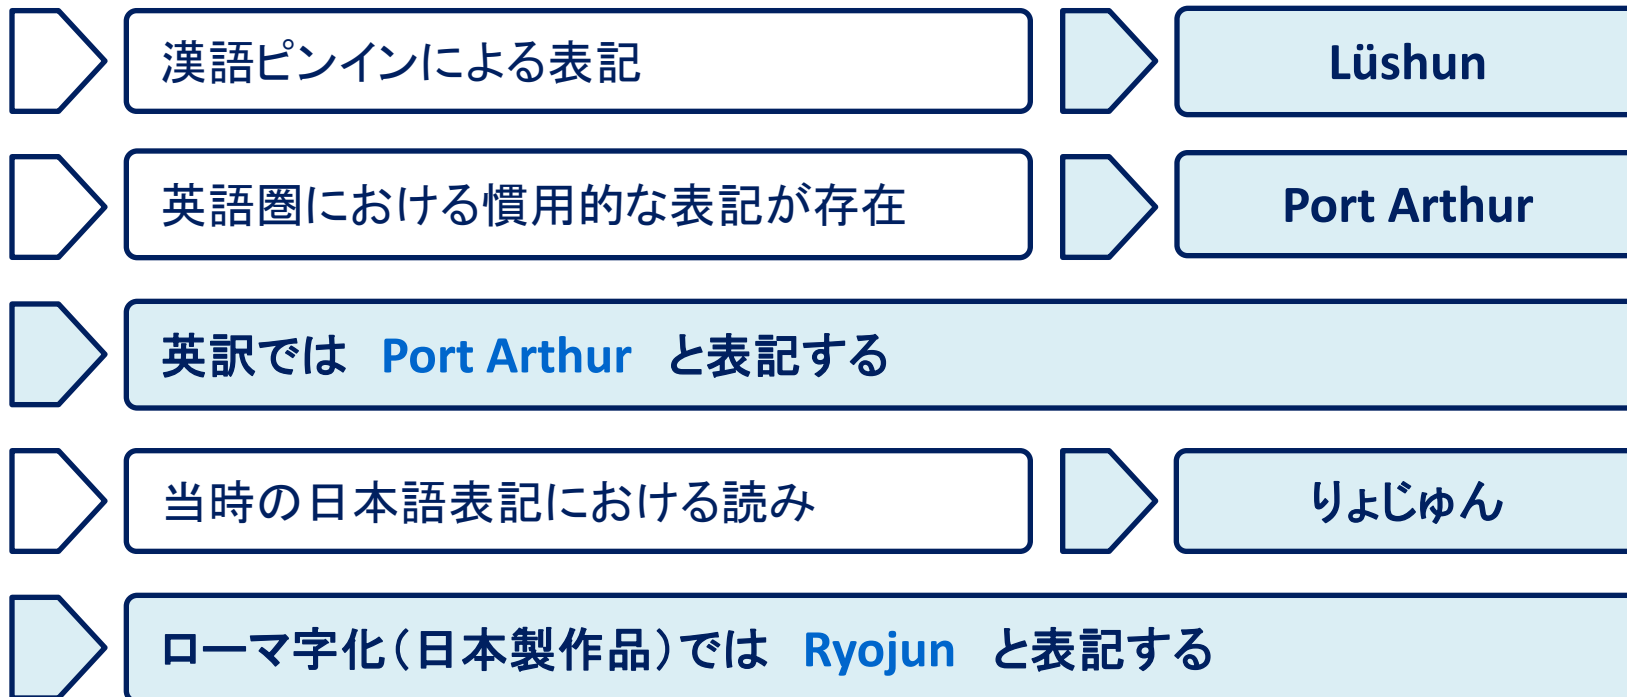 漢語ピンインによる表記 Lüshun
英語圏における慣用的な表記が存在 Port Arthur
英訳では Port Arthur と表記する
当時の日本語表記における読み りょじゅん
ローマ字化（日本製作品）では Ryojun と表記する